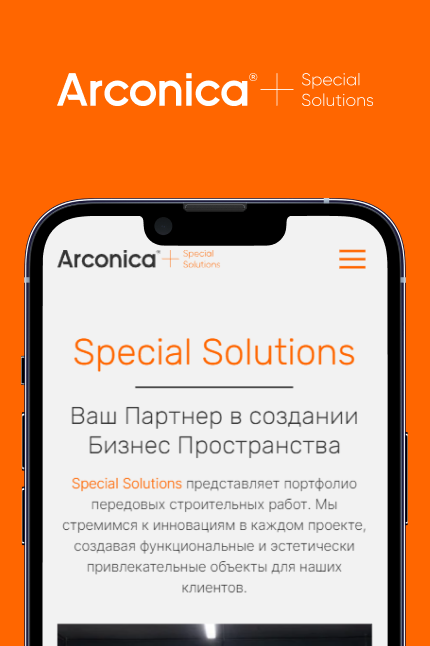 Arconica® Special
Solutions
Arconica™ Special
Solutions
Special Solutions
Ваш Партнер в создании
Бизнес Пространства
Special Solutions представляет портфолио
передовых строительных работ. Мы
стремимся к инновациям в каждом проекте,
создавая функциональные и эстетически
привлекательные объекты для наших
клиентов.